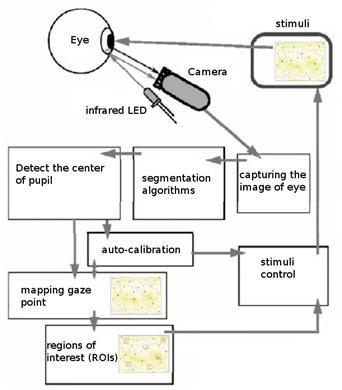 stimuli
Eye
Camera
infrared LED
Detect the center
of pupil
segmentation
algorithms
capturing the
image of eye
auto-calibration
stimuli
control
mapping gaze
point
regions of
interest (ROIs)